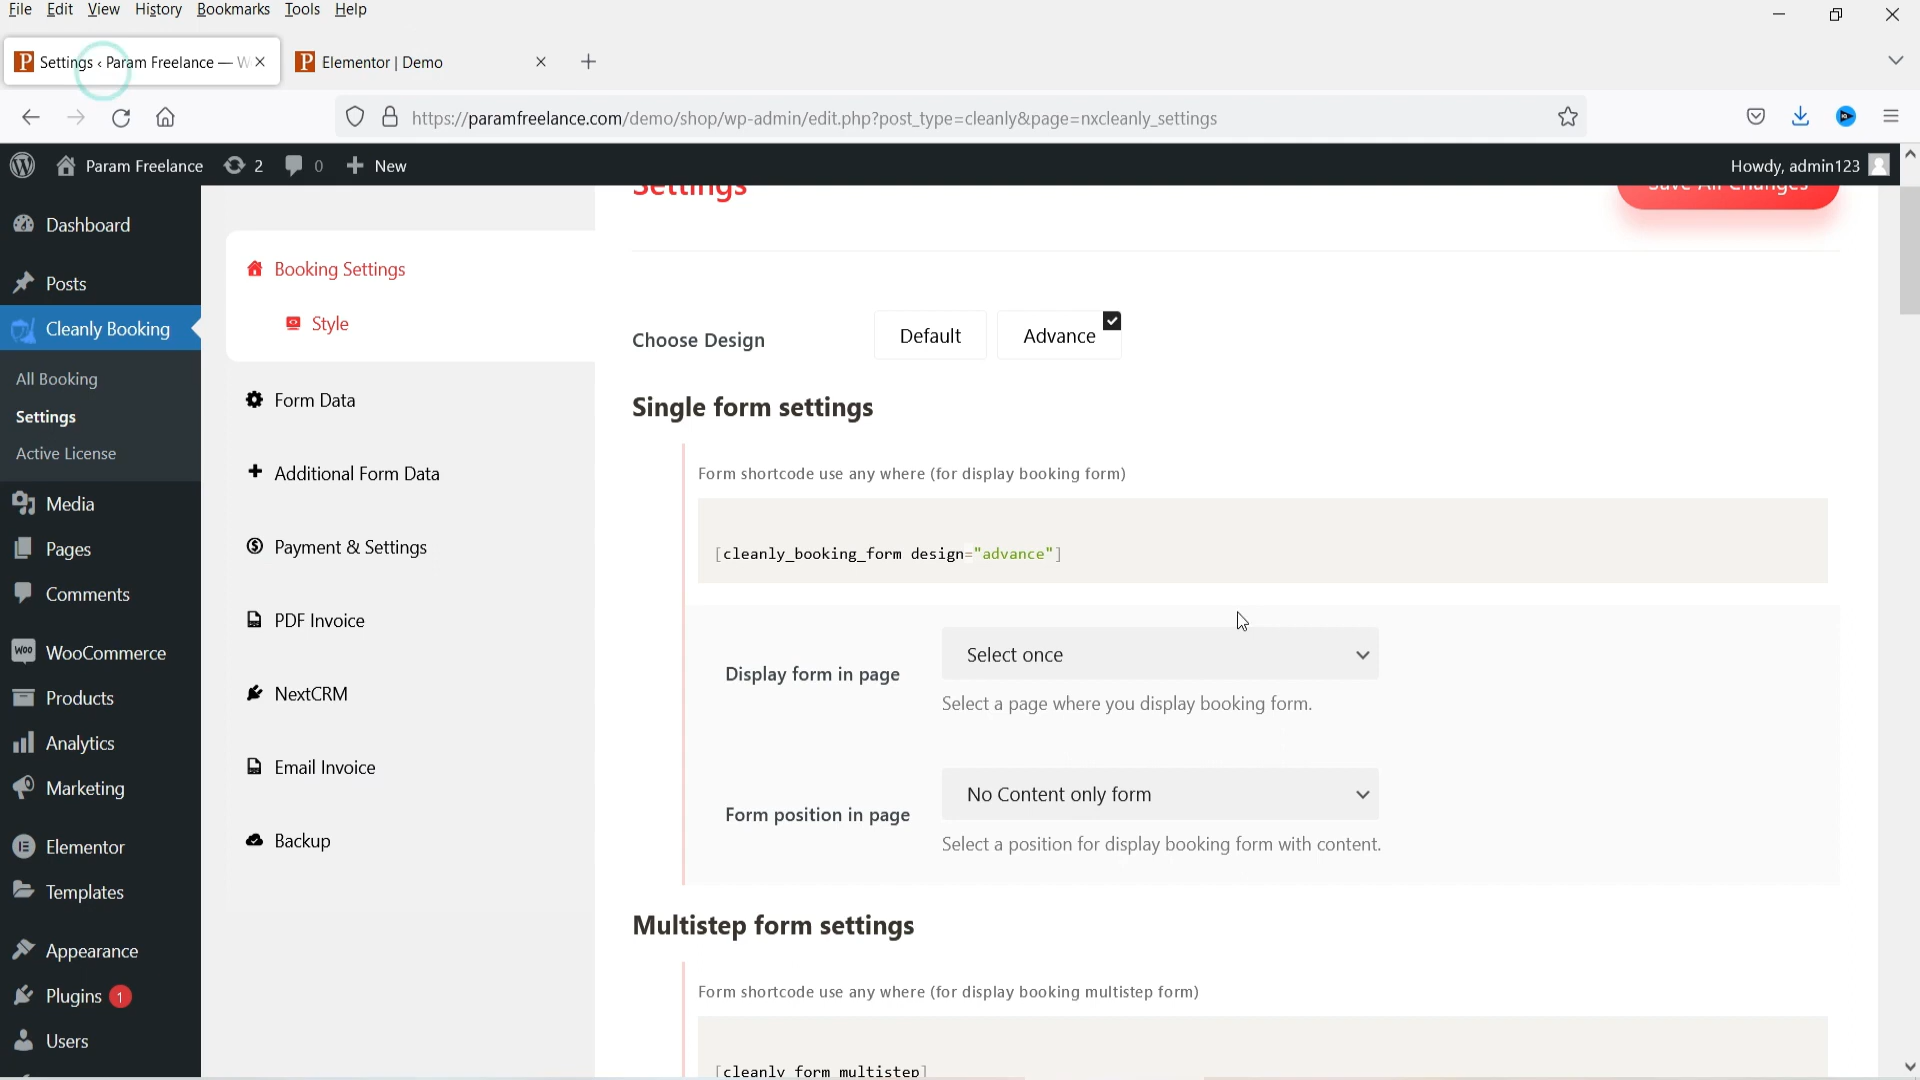 File Edit View History Bookmarks Tools Help
Settings ‹ Param Freelance — W
Elementor | Demo
https://paramfreelance.com/demo/shop/wp-admin/edit.php?post_type=cleanly&page=nxcleanly_settings
Param Freelance 2 0 New
Howdy, admin123
Dashboard
Posts
Cleanly Booking
All Booking
Settings
Active License
Media
Pages
Comments
WooCommerce
Products
Analytics
Marketing
Elementor
Templates
Appearance
Plugins 1
Users
Booking Settings
Style
Form Data
Additional Form Data
Payment & Settings
PDF Invoice
NextCRM
Email Invoice
Backup
Settings
Save All Changes
Choose Design
Default
Advance
Single form settings
Form shortcode use any where (for display booking form)
[cleanly_booking_form design="advance"]
Display form in page
Select once
Select a page where you display booking form.
Form position in page
No Content only form
Select a position for display booking form with content.
Multistep form settings
Form shortcode use any where (for display booking multistep form)
[cleanly_form_multistep]